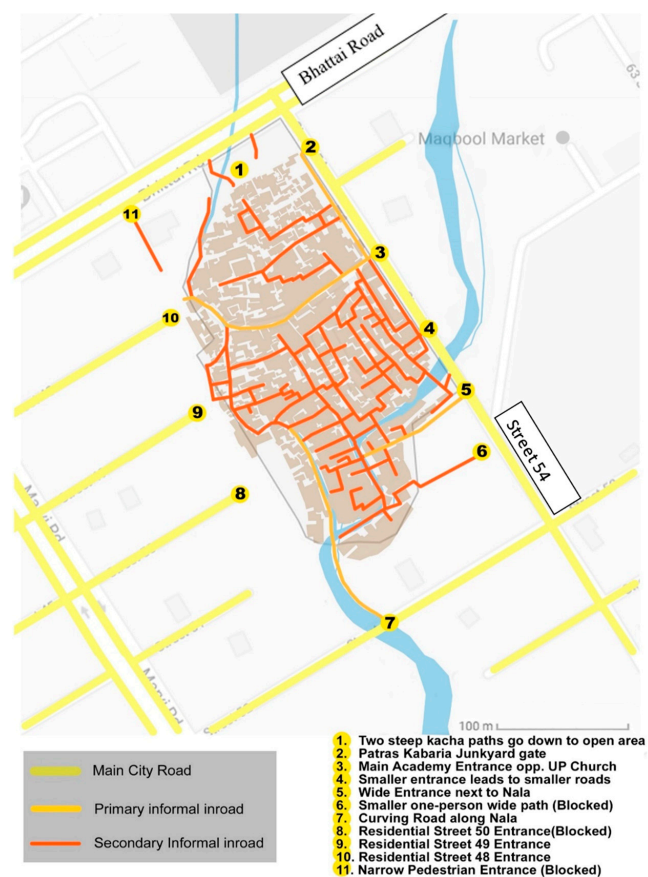 Bhattai Road
63
Maqbool Market
2
1
11
3
10
4
5
9
Street 54
6
8
Marvi Rd
7
Marvi Rd
100 m
Main City Road
Primary informal inroad
Secondary Informal inroad
1. Two steep kacha paths go down to open area
2. Patras Kabaria Junkyard gate
3. Main Academy Entrance opp. UP Church
4. Smaller entrance leads to smaller roads
5. Wide Entrance next to Nala
6. Smaller one-person wide path (Blocked)
7. Curving Road along Nala
8. Residential Street 50 Entrance(Blocked)
9. Residential Street 49 Entrance
10. Residential Street 48 Entrance
11. Narrow Pedestrian Entrance (Blocked)